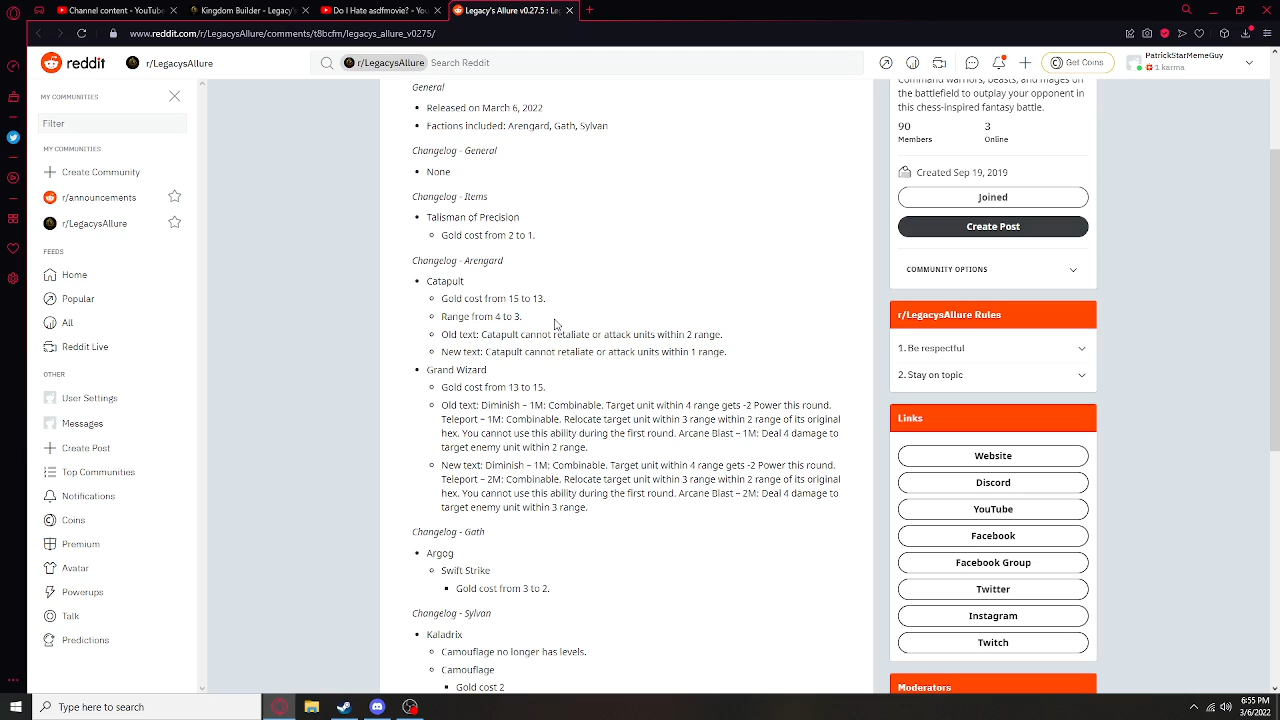 Channel content - YouTube
Kingdom Builder - Legacy's
Do I Hate asdfmovie? - You
Legacy's Allure v0.27.5 : Le
www.reddit.com/r/LegacysAllure/comments/t8bcfm/legacys_allure_v0275/
reddit
r/LegacysAllure
r/LegacysAllure Search Reddit
Get Coins
PatrickStarMemeGuy
1 karma
MY COMMUNITIES
Filter
MY COMMUNITIES
Create Community
r/announcements
r/LegacysAllure
FEEDS
Home
Popular
All
Reddit Live
OTHER
User Settings
Messages
Create Post
Top Communities
Notifications
Coins
Premium
Avatar
Powerups
Talk
Predictions
General
Released on March 6, 2022
Factions included: Arengard, Gath, Sylvan
Changelog - General
None
Changelog - Items
Talisman of Precision
Gold cost from 2 to 1.
Changelog - Arengard
Catapult
Gold cost from 15 to 13.
Range from 4 to 3.
Old text: Catapult cannot retaliate or attack units within 2 range.
New text: Catapult cannot retaliate or attack units within 1 range.
Grand Wizard
Gold cost from 13 to 15.
Old text: Diminish – 1M: Combinable. Target unit within 4 range gets -2 Power this round.
Teleport – 1M: Combinable. Relocate target unit within 3 range within 2 range of its original
hex. You cannot use this ability during the first round. Arcane Blast – 1M: Deal 4 damage to
target enemy unit within 2 range.
New text: Diminish – 1M: Combinable. Target unit within 4 range gets -2 Power this round.
Teleport – 2M: Combinable. Relocate target unit within 3 range within 2 range of its original
hex. You cannot use this ability during the first round. Arcane Blast – 2M: Deal 4 damage to
target enemy unit within 3 range.
Changelog - Gath
Argog
Swift Strike
Gold cost from 3 to 2.
Changelog - Sylvan
Kaladrix
Camouflage no longer has levels.
Camouflage
Gold cost 2
Command warriors, beasts, and mages on
the battlefield to outplay your opponent in
this chess-inspired fantasy battle.
90 3
Members Online
Created Sep 19, 2019
Joined
Create Post
COMMUNITY OPTIONS
r/LegacysAllure Rules
1. Be respectful
2. Stay on topic
Links
Website
Discord
YouTube
Facebook
Facebook Group
Twitter
Instagram
Twitch
Moderators
Type here to search
6:55 PM
3/6/2022